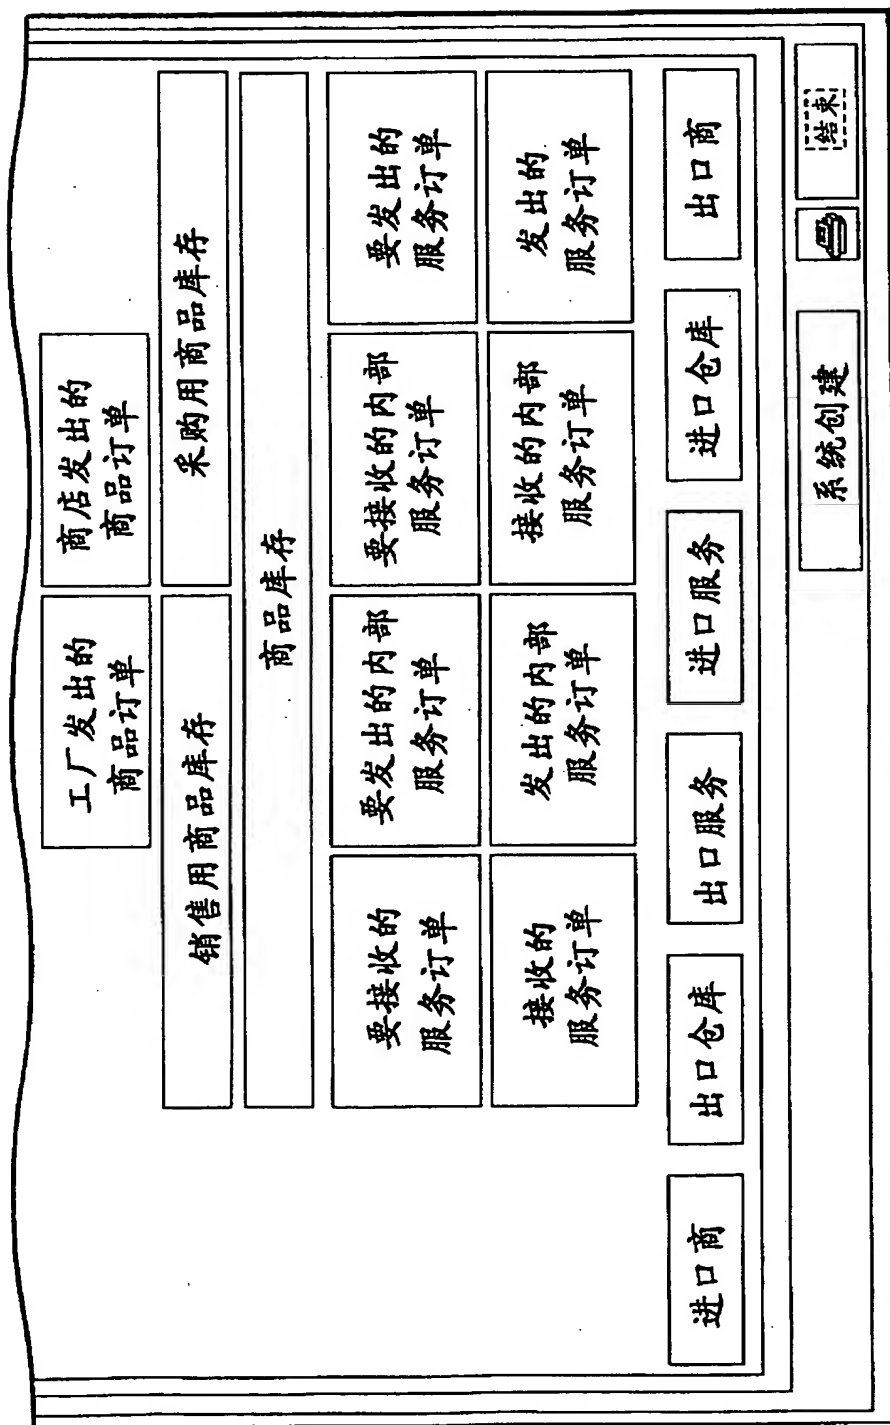 工厂发出的
商品订单
商店发出的
商品订单
销售用商品库存
采购用商品库存
商品库存
要接收的
服务订单
要发出的内部
服务订单
要接收的内部
服务订单
要发出的
服务订单
接收的
服务订单
发出的内部
服务订单
接收的内部
服务订单
发出的
服务订单
进口商
出口仓库
出口服务
进口服务
进口仓库
出口商
系统创建
结束